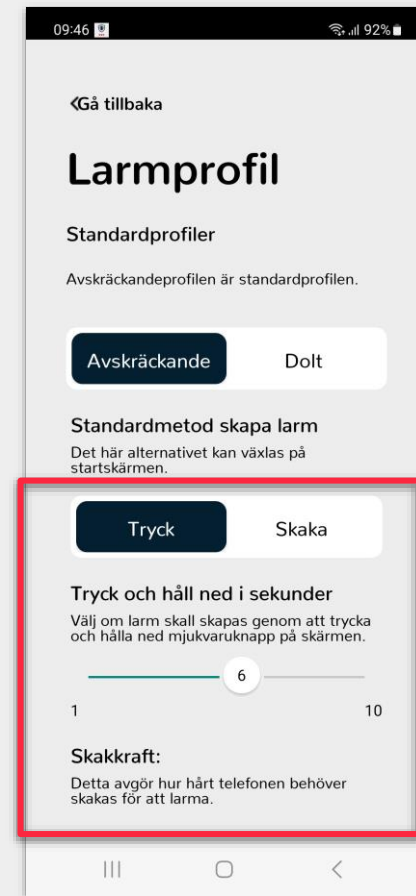 09:46 92%
Gå tillbaka
Larmprofil
Standardprofiler
Avskräckandeprofilen är standardprofilen.
Avskräckande Dolt
Standardmetod skapa larm
Det här alternativet kan växlas på
startskärmen.
Tryck Skaka
Tryck och håll ned i sekunder
Välj om larm skall skapas genom att trycka
och hålla ned mjukvaruknapp på skärmen.
6
1 10
Skakkraft:
Detta avgör hur hårt telefonen behöver
skakas för att larma.